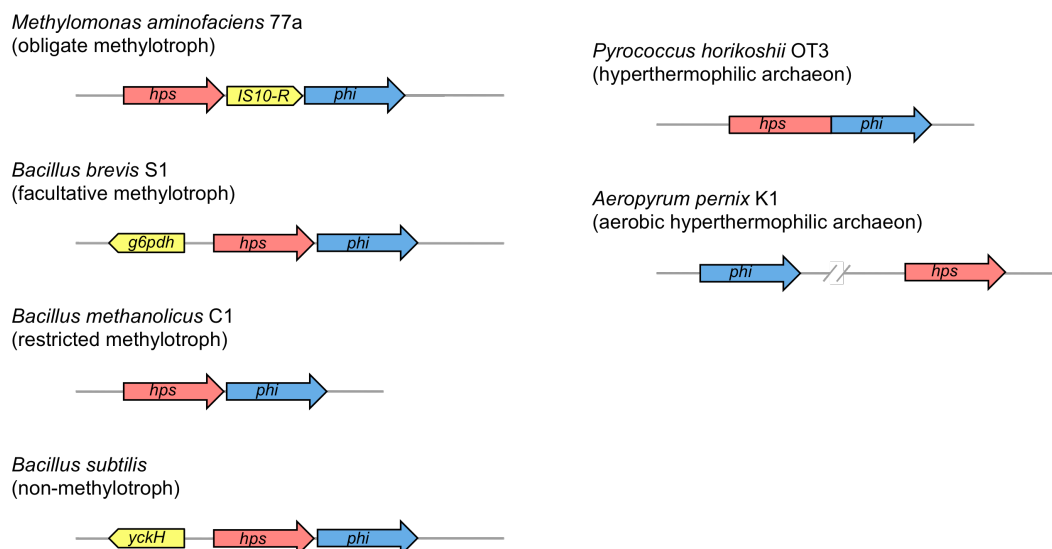 Methylomonas aminofaciens 77a
(obligate methylotroph)
hps IS10-R phi
Bacillus brevis S1
(facultative methylotroph)
g6pdh hps phi
Bacillus methanolicus C1
(restricted methylotroph)
hps phi
Bacillus subtilis
(non-methylotroph)
yckH hps phi
Pyrococcus horikoshii OT3
(hyperthermophilic archaeon)
hps phi
Aeropyrum pernix K1
(aerobic hyperthermophilic archaeon)
phi hps